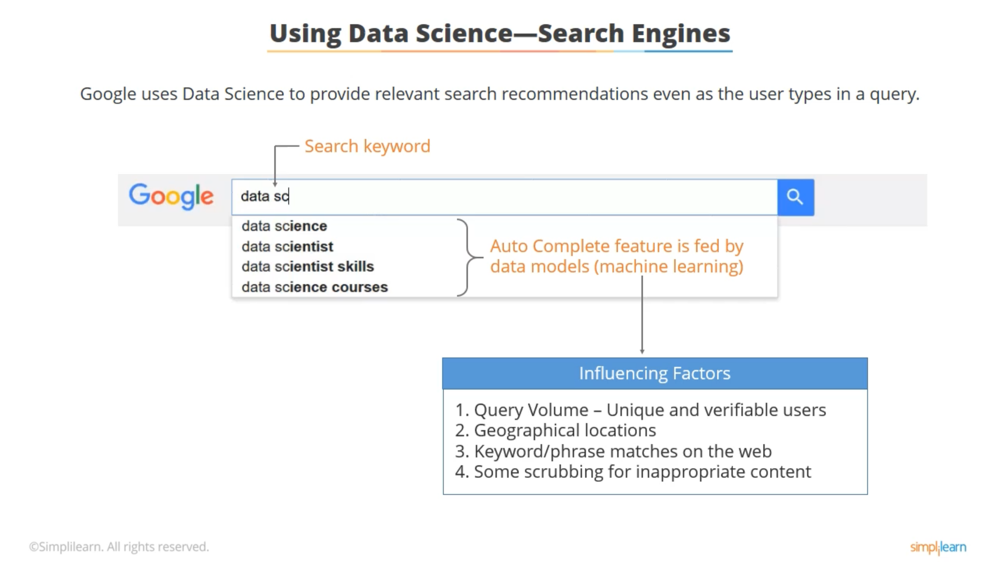 Using Data Science—Search Engines
Google uses Data Science to provide relevant search recommendations even as the user types in a query.
Search keyword
Google
data sc
data science
data scientist
data scientist skills
data science courses
Auto Complete feature is fed by
data models (machine learning)
Influencing Factors
1. Query Volume – Unique and verifiable users
2. Geographical locations
3. Keyword/phrase matches on the web
4. Some scrubbing for inappropriate content
©Simplilearn. All rights reserved.
simplilearn